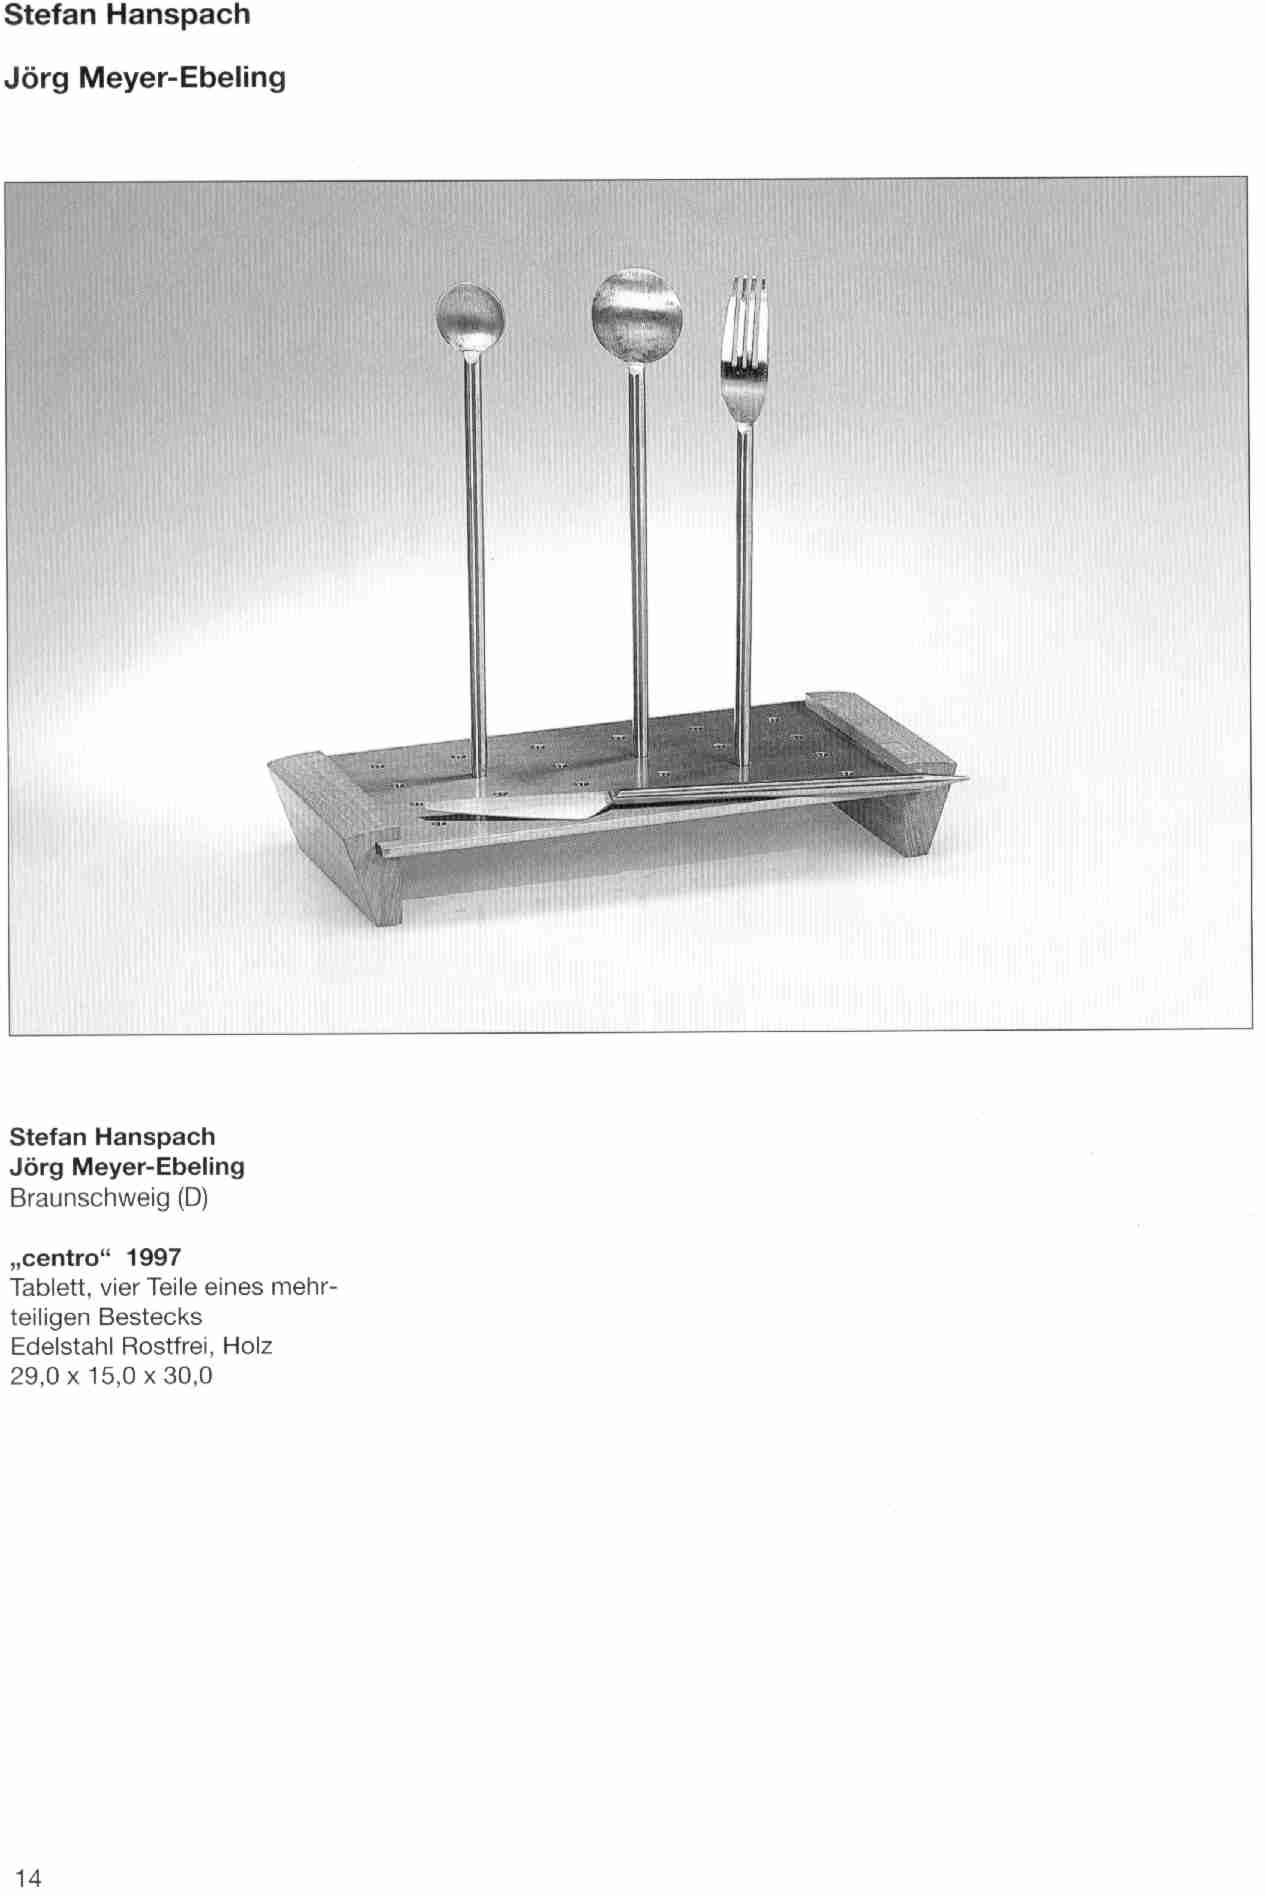 Stefan Hanspach
Jörg Meyer-Ebeling
Stefan Hanspach
Jörg Meyer-Ebeling
Braunschweig (D)
„centro“ 1997
Tablett, vier Teile eines mehr-
teiligen Bestecks
Edelstahl Rostfrei, Holz
29,0 x 15,0 x 30,0
14